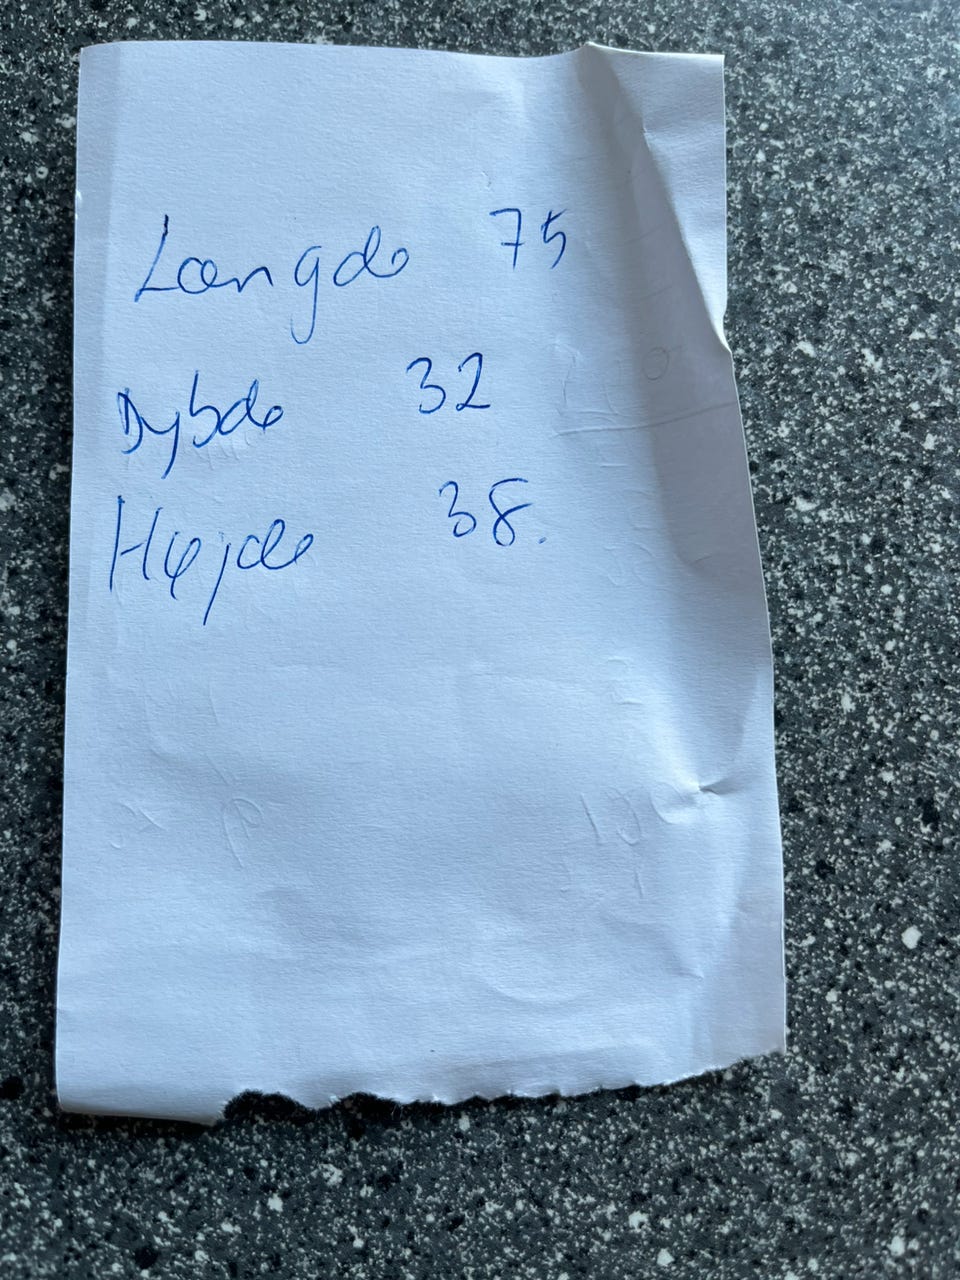 Længde 75
Dybde 32
Højde 38.